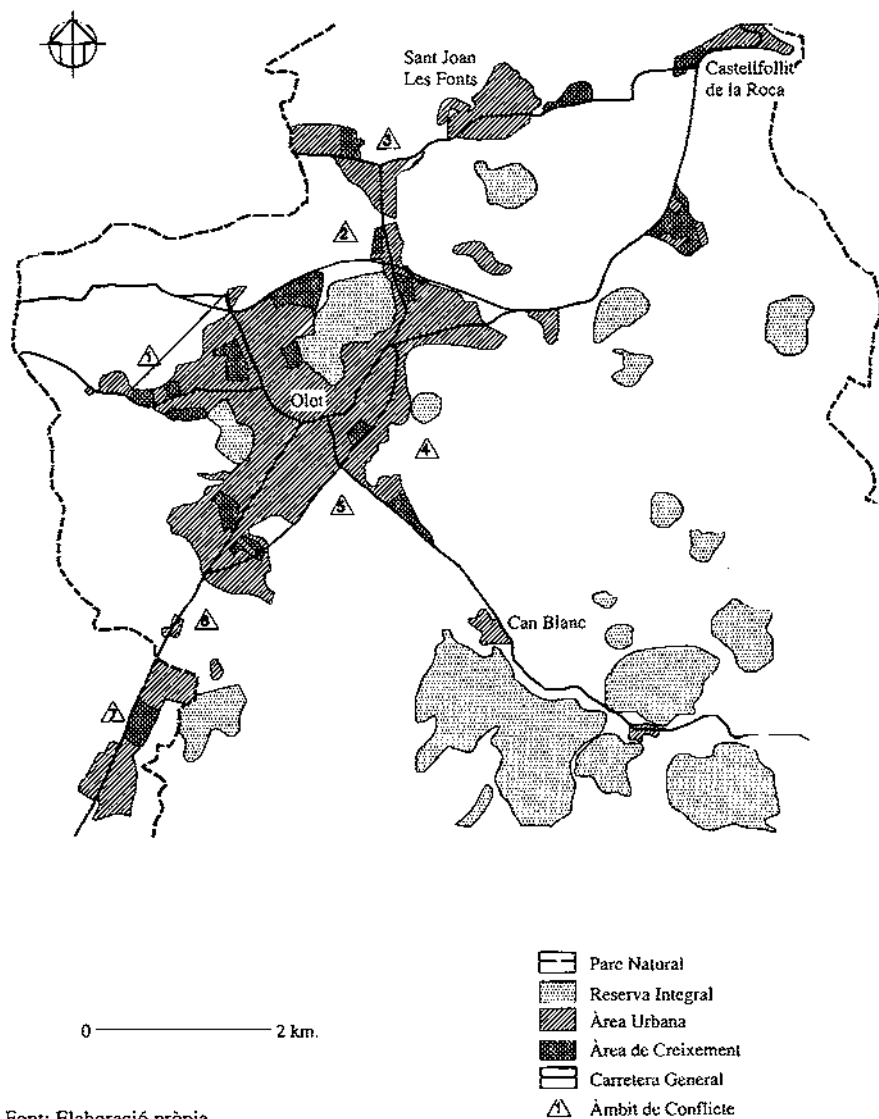 Sant Joan
Les Fonts
Castellfollit
de la Roca
3
2
1
Olot
4
5
Can Blanc
6
7
Parc Natural
Reserva Integral
Àrea Urbana
Àrea de Creixement
Carretera General
1 Àmbit de Conflicte
0 2 km.
Font: Elaboració pròpia